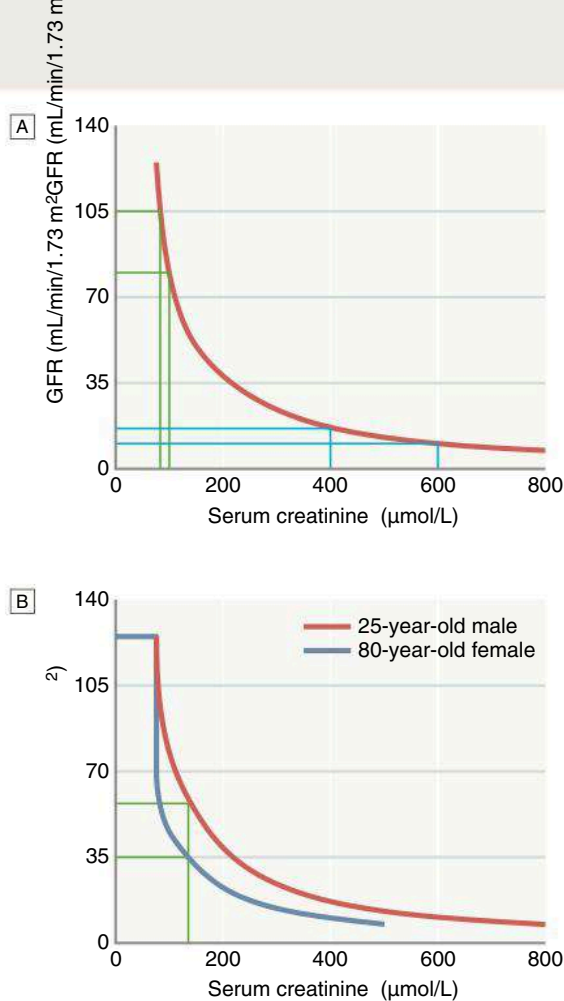 A
GFR (mL/min/1.73 m²GFR (mL/min/1.73 m
140
105
70
35
0
0 200 400 600 800
Serum creatinine (µmol/L)
B
2)
140
105
70
35
0
25-year-old male
80-year-old female
0 200 400 600 800
Serum creatinine (µmol/L)